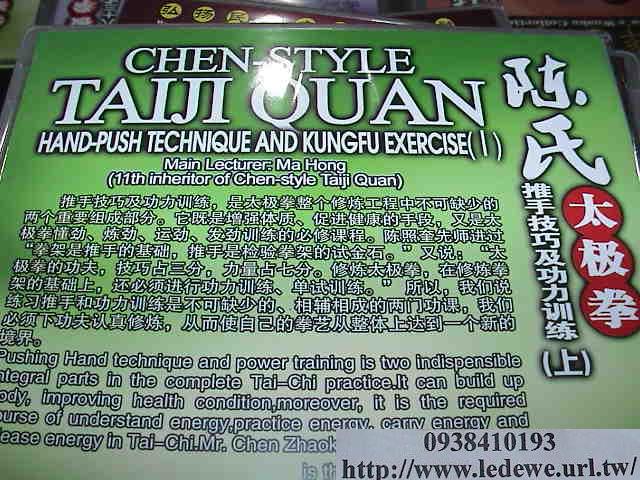 CHEN-STYLE
TAIJI QUAN
HAND-PUSH TECHNIQUE AND KUNGFU EXERCISE(I)
Main Lecturer: Ma Hong
(11th inheritor of Chen-style Taiji Quan)
陈氏
太极拳
推手技巧及功力训练
(上)
推手技巧及功力训练，是太极拳整个修炼工程中不可缺少的
两个重要组成部分。它既是增强体质、促进健康的手段，又是太
极拳懂劲、炼劲、运劲、发劲训练的必修课程。陈照奎先师讲过
“拳架是推手的基础，推手是检验拳架的试金石。”又说：“太
极拳的功夫，技巧占三分，力量占七分。修炼太极拳，在修炼拳
架的基础上，还必须进行功力训练、单试训练。”所以，我们说
练习推手和功力训练是不可缺少的、相辅相成的两门功课，我们
必须下功夫认真修炼，从而使自己的拳艺从整体上达到一个新的
境界。
Pushing Hand technique and power training is two indispensible
ntegral parts in the complete Tai-Chi practice.It can build up
ody, improving health condition,moreover, it is the required
ourse of understand energy,practice energy, carry energy and
ease energy in Tai-Chi.Mr. Chen Zhaok
is th
0938410193
http://www.ledewe.url.tw/